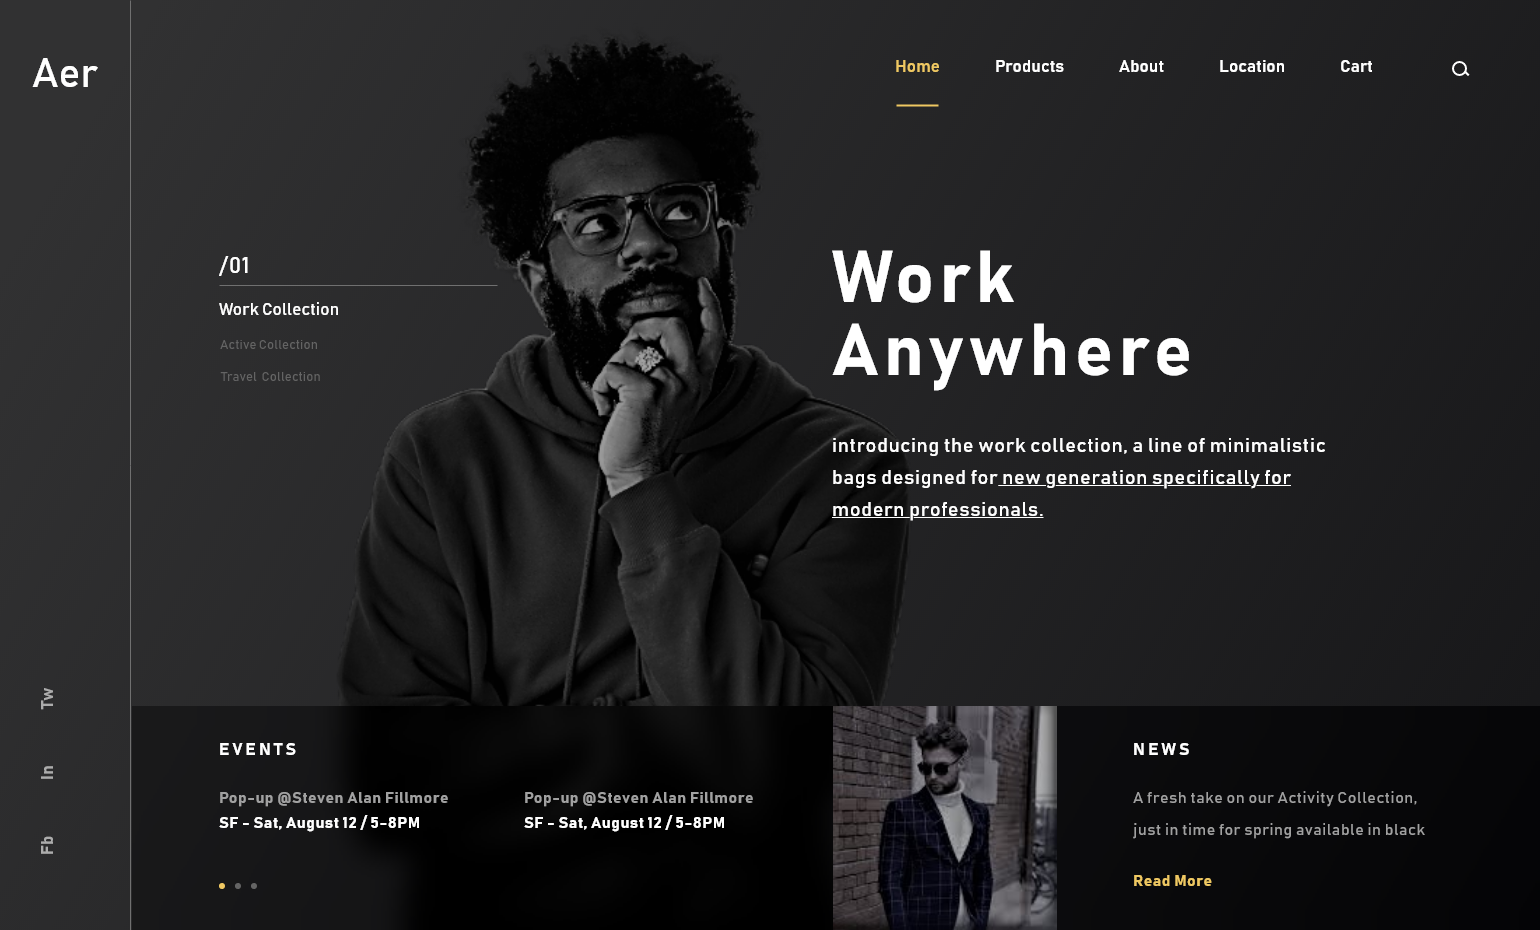 Aer
Home Products About Location Cart
/01
Work Collection
Active Collection
Travel Collection
Work
Anywhere
introducing the work collection, a line of minimalistic
bags designed for new generation specifically for
modern professionals.
Tw
In
Fb
EVENTS
Pop-up @Steven Alan Fillmore
SF - Sat, August 12 / 5-8PM
Pop-up @Steven Alan Fillmore
SF - Sat, August 12 / 5-8PM
NEWS
A fresh take on our Activity Collection,
just in time for spring available in black
Read More